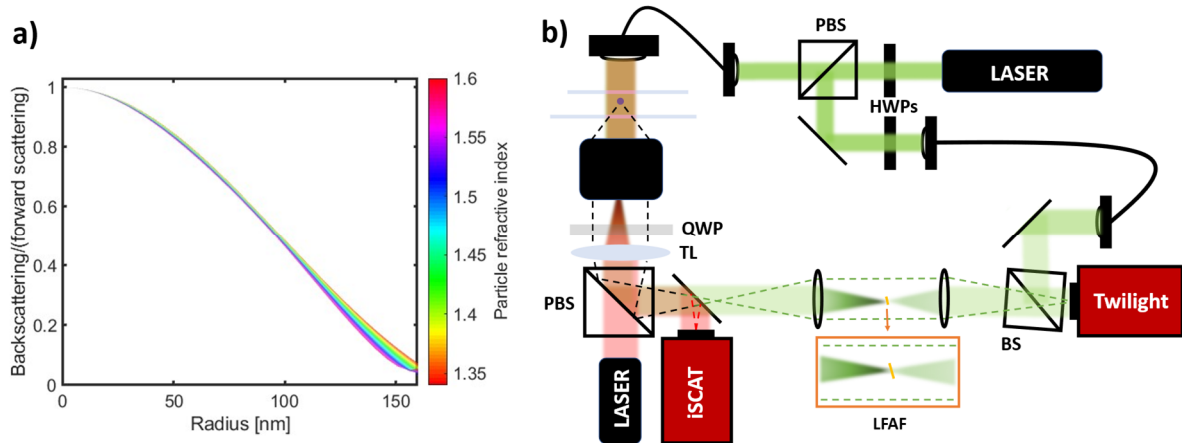 a)
Backscattering/(forward scattering)
1
0.8
0.6
0.4
0.2
0
0
50
100
150
Radius [nm]
1.6
1.55
1.5
1.45
1.4
1.35
Particle refractive index
b)
PBS
LASER
HWPs
QWP
TL
PBS
Twilight
BS
LASER
iSCAT
LFAF